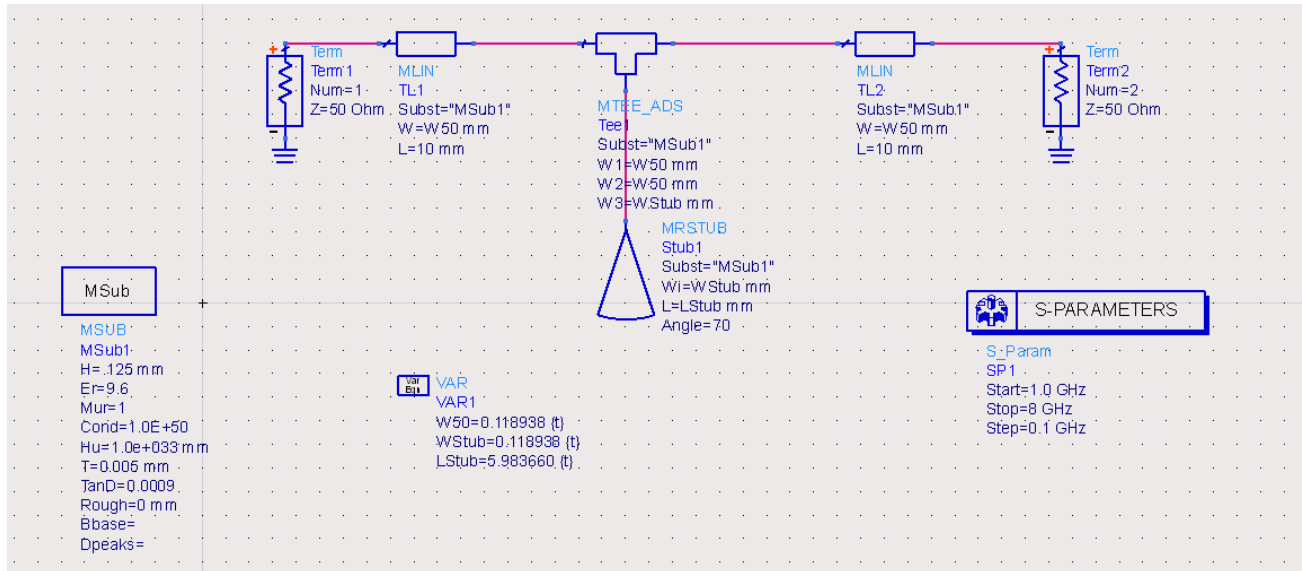 Term
Term1
Num=1
Z=50 Ohm
MLIN
TL1
Subst="MSub1"
W=W50 mm
L=10 mm
MTEE_ADS
Tee1
Subst="MSub1"
W1=W50 mm
W2=W50 mm
W3=WStub mm
MLIN
TL2
Subst="MSub1"
W=W50 mm
L=10 mm
Term
Term2
Num=2
Z=50 Ohm
MRSTUB
Stub1
Subst="MSub1"
Wi=WStub mm
L=LStub mm
Angle=70
MSub
MSUB
MSub1
H=.125 mm
Er=9.6
Mur=1
Cond=1.0E+50
Hu=1.0e+033 mm
T=0.005 mm
TanD=0.0009
Rough=0 mm
Bbase=
Dpeaks=
Var
Eqn
VAR
VAR1
W50=0.118938 {t}
WStub=0.118938 {t}
LStub=5.983660 {t}
S-PARAMETERS
S_Param
SP1
Start=1.0 GHz
Stop=8 GHz
Step=0.1 GHz